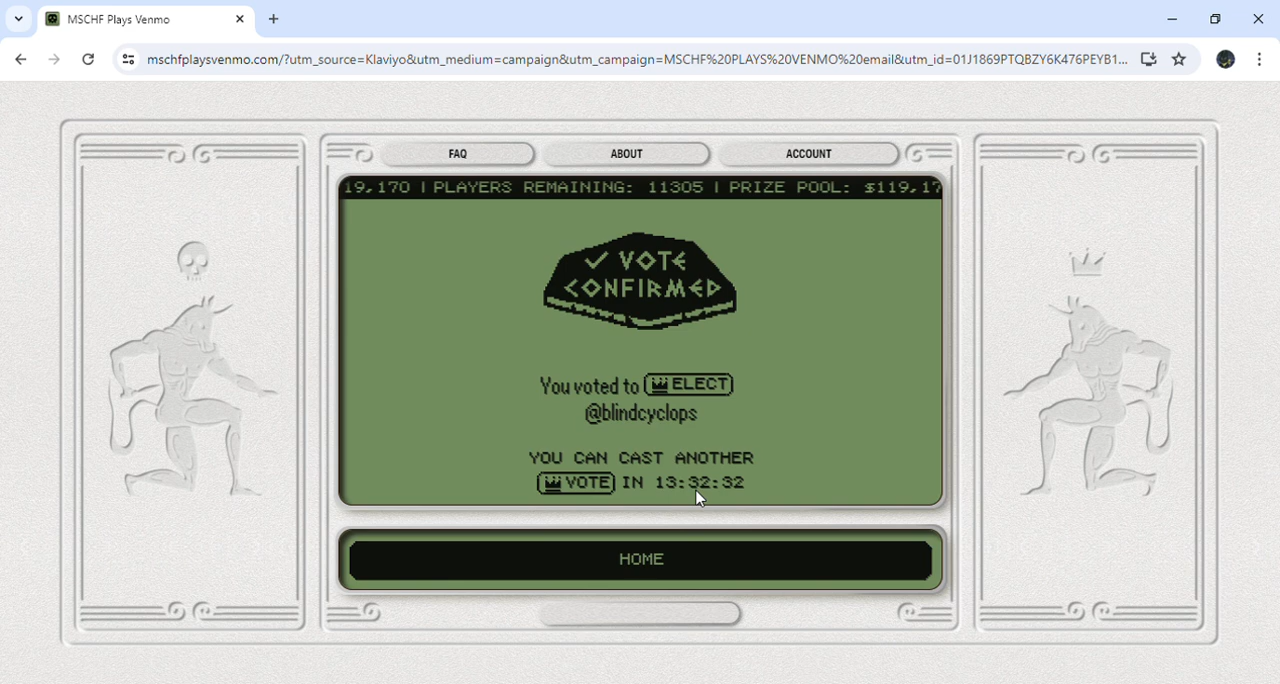 MSCHF Plays Venmo
mschfplaysvenmo.com/?utm_source=Klaviyo&utm_medium=campaign&utm_campaign=MSCHF%20PLAYS%20VENMO%20email&utm_id=01J1869PTQBZY6K476PEYB1...
FAQ
ABOUT
ACCOUNT
19,170 | PLAYERS REMAINING: 11305 | PRIZE POOL: $119,17
✓ VOTE
CONFIRMED
You voted to ELECT
@blindcyclops
YOU CAN CAST ANOTHER
VOTE IN 13:32:32
HOME